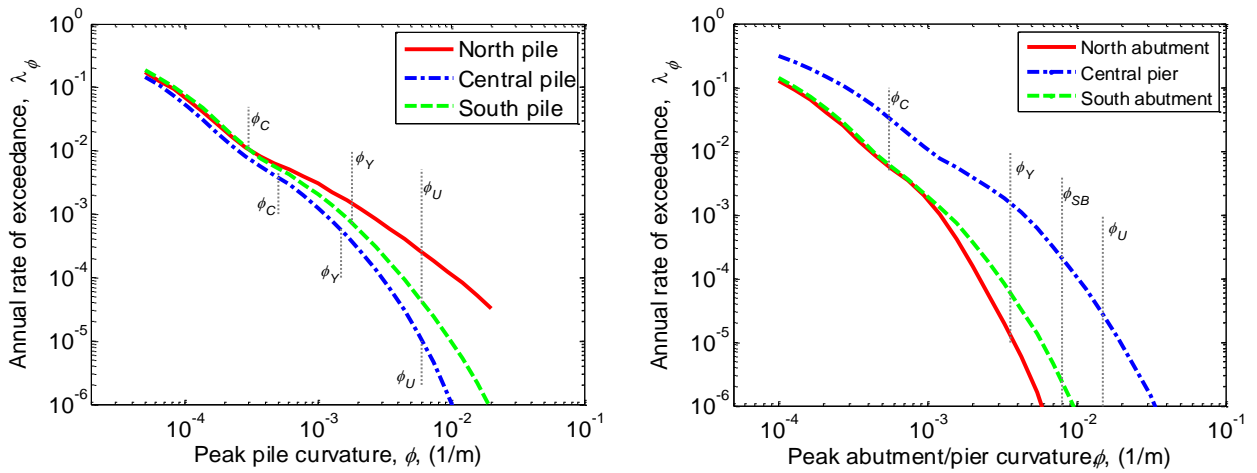 10^0
10^-1
10^-2
10^-3
10^-4
10^-5
10^-6
Annual rate of exceedance, λ_ϕ
North pile
Central pile
South pile
ϕ_C
ϕ_Y
ϕ_U
ϕ_C
ϕ_Y
ϕ_U
10^-4
10^-3
10^-2
10^-1
Peak pile curvature, ϕ, (1/m)
10^0
10^-1
10^-2
10^-3
10^-4
10^-5
10^-6
Annual rate of exceedance, λ_ϕ
North abutment
Central pier
South abutment
ϕ_C
ϕ_Y
ϕ_SB
ϕ_U
10^-4
10^-3
10^-2
10^-1
Peak abutment/pier curvature,ϕ, (1/m)